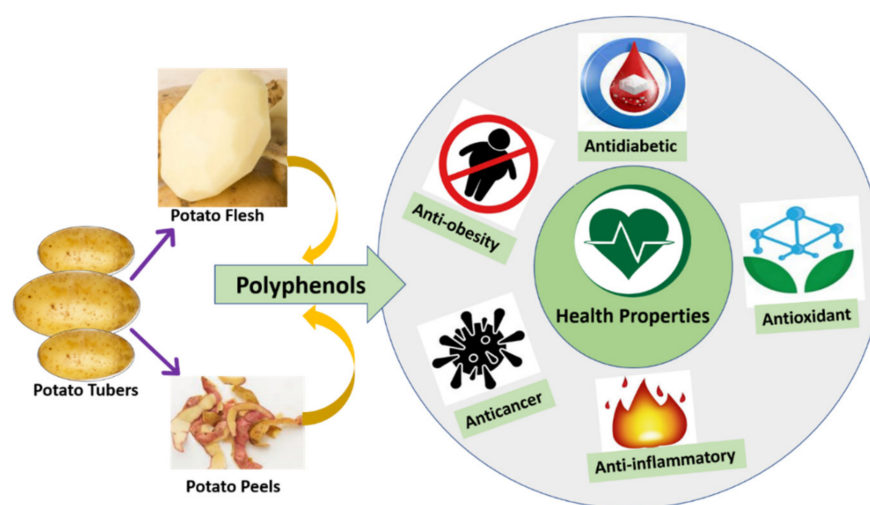 Potato Flesh
Potato Tubers
Potato Peels
Polyphenols
Antidiabetic
Anti-obesity
Health Properties
Antioxidant
Anticancer
Anti-inflammatory